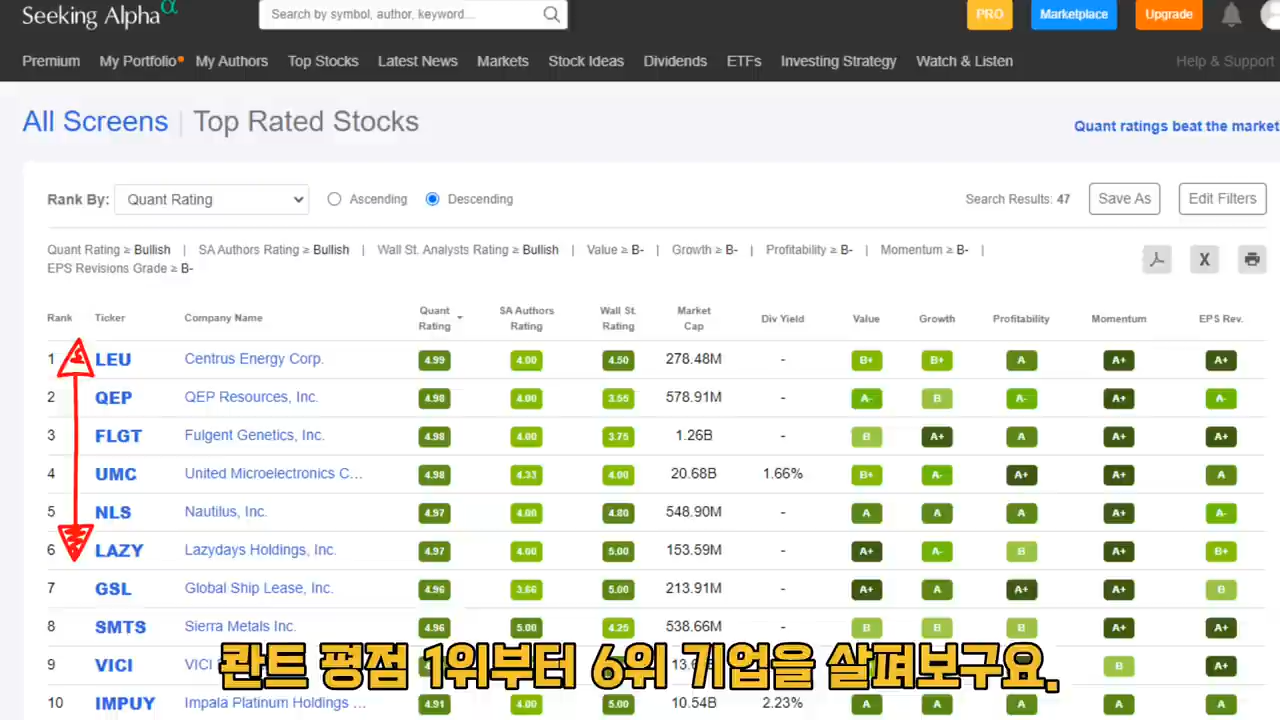 Seeking Alpha α
Search by symbol, author, keyword...
PRO Marketplace Upgrade
Premium My Portfolio My Authors Top Stocks Latest News Markets Stock Ideas Dividends ETFs Investing Strategy Watch & Listen Help & Support
All Screens | Top Rated Stocks
Quant ratings beat the market
Rank By: Quant Rating Ascending Descending Search Results: 47 Save As Edit Filters
Quant Rating ≥ Bullish | SA Authors Rating ≥ Bullish | Wall St. Analysts Rating ≥ Bullish | Value ≥ B- | Growth ≥ B- | Profitability ≥ B- | Momentum ≥ B- |
EPS Revisions Grade ≥ B-
X
Rank Ticker Company Name Quant Rating SA Authors Rating Wall St. Rating Market Cap Div Yield Value Growth Profitability Momentum EPS Rev.
1 LEU Centrus Energy Corp. 4.99 4.00 4.50 278.48M - B+ B+ A A+ A+
2 QEP QEP Resources, Inc. 4.98 4.00 3.55 578.91M - A- B A- A+ A-
3 FLGT Fulgent Genetics, Inc. 4.98 4.00 3.75 1.26B - B A+ A A+ A+
4 UMC United Microelectronics C... 4.98 4.33 4.00 20.68B 1.66% B+ A- A+ A+ A
5 NLS Nautilus, Inc. 4.97 4.00 4.80 548.90M - A A A A+ A-
6 LAZY Lazydays Holdings, Inc. 4.97 4.00 5.00 153.59M - A+ A- B A+ B+
7 GSL Global Ship Lease, Inc. 4.96 3.66 5.00 213.91M - A+ A A+ A+ B
8 SMTS Sierra Metals Inc. 4.96 5.00 4.25 538.66M - B B B A+ A+
9 VICI VICI B A+
10 IMPUY Impala Platinum Holdings ... 4.91 4.00 5.00 10.54B 2.23% A A A A A
콴트 평점 1위부터 6위 기업을 살펴보구요.